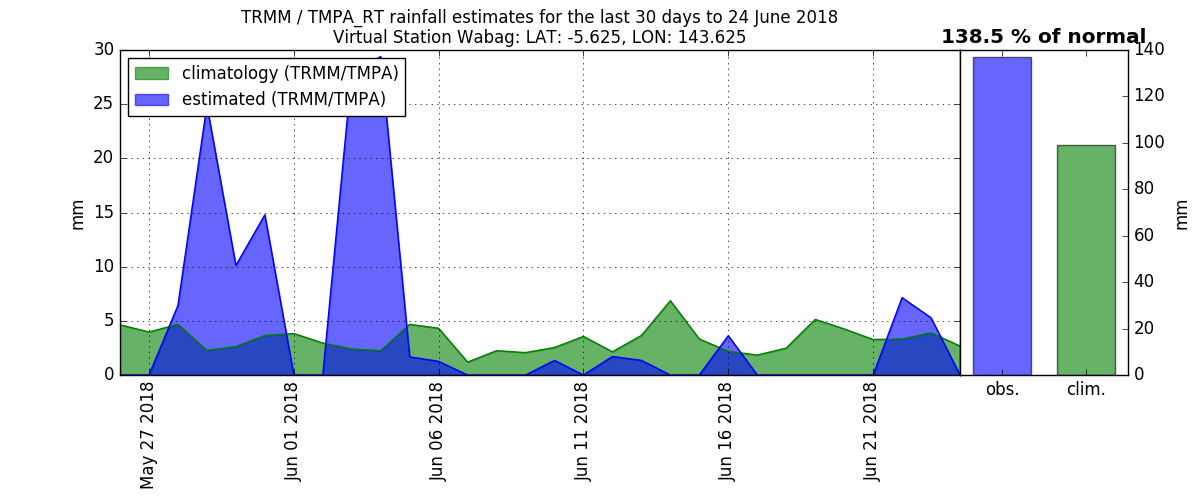 TRMM / TMPA_RT rainfall estimates for the last 30 days to 24 June 2018
Virtual Station Wabag: LAT: -5.625, LON: 143.625
138.5 % of normal
climatology (TRMM/TMPA)
estimated (TRMM/TMPA)
30
25
20
15
10
5
0
mm
May 27 2018
Jun 01 2018
Jun 06 2018
Jun 11 2018
Jun 16 2018
Jun 21 2018
140
120
100
80
60
40
20
0
mm
obs.
clim.